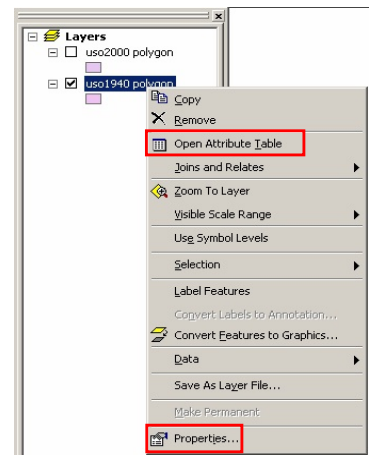 Layers
uso2000 polygon
uso1940 polygon
Copy
Remove
Open Attribute Table
Joins and Relates
Zoom To Layer
Visible Scale Range
Use Symbol Levels
Selection
Label Features
Convert Labels to Annotation...
Convert Features to Graphics...
Data
Save As Layer File...
Make Permanent
Properties...